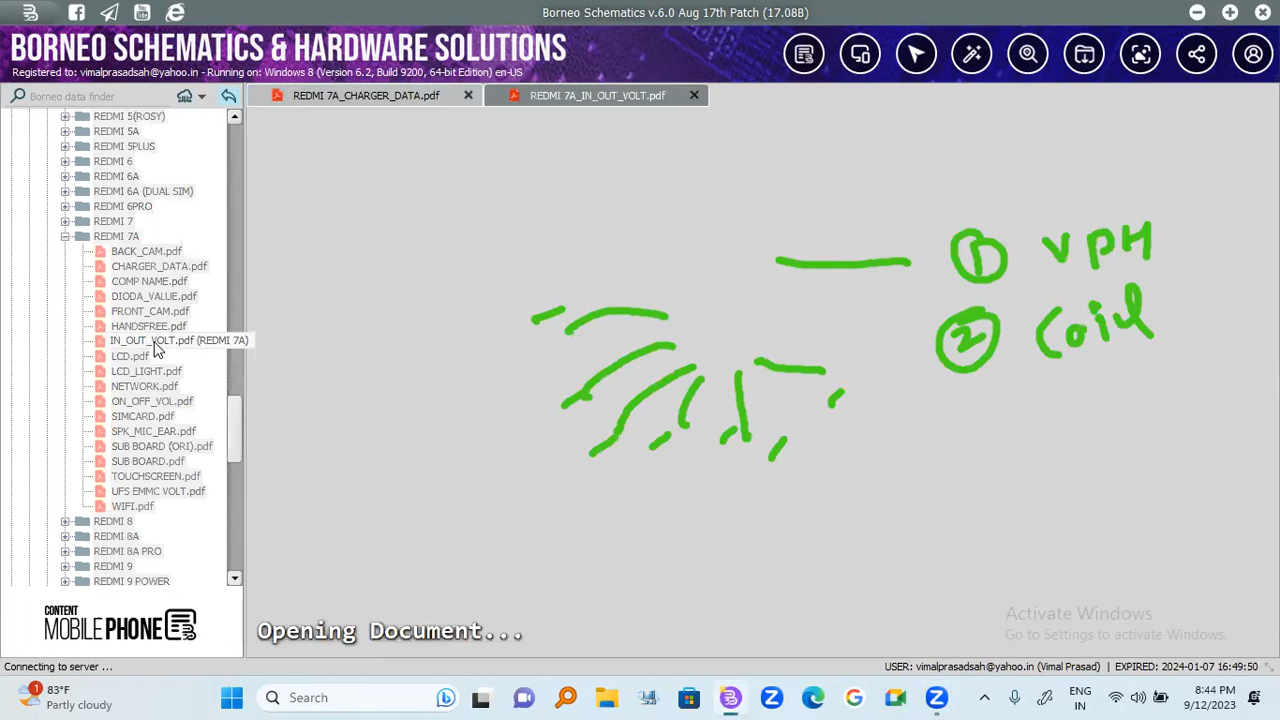 Borneo Schematics v.6.0 Aug 17th Patch (17.08B)
BORNEO SCHEMATICS & HARDWARE SOLUTIONS
Registered to: vimalprasadsah@yahoo.in - Running on: Windows 8 (Version 6.2, Build 9200, 64-bit Edition) en-US
Borneo data finder
REDMI 7A_CHARGER_DATA.pdf
REDMI 7A_IN_OUT_VOLT.pdf
REDMI 5(ROSY)
REDMI 5A
REDMI 5PLUS
REDMI 6
REDMI 6A
REDMI 6A (DUAL SIM)
REDMI 6PRO
REDMI 7
REDMI 7A
BACK_CAM.pdf
CHARGER_DATA.pdf
COMP NAME.pdf
DIODA_VALUE.pdf
FRONT_CAM.pdf
HANDSFREE.pdf
IN_OUT_VOLT.pdf (REDMI 7A)
LCD.pdf
LCD_LIGHT.pdf
NETWORK.pdf
ON_OFF_VOL.pdf
SIMCARD.pdf
SPK_MIC_EAR.pdf
SUB BOARD (ORI).pdf
SUB BOARD.pdf
TOUCHSCREEN.pdf
UFS EMMC VOLT.pdf
WIFI.pdf
REDMI 8
REDMI 8A
REDMI 8A PRO
REDMI 9
REDMI 9 POWER
① VPH
② Coil
CONTENT
MOBILE PHONE
Opening Document...
Activate Windows
Go to Settings to activate Windows.
Connecting to server ...
USER: vimalprasadsah@yahoo.in (Vimal Prasad) | EXPIRED: 2024-01-07 16:49:50
1
83°F
Partly cloudy
Search
ENG
IN
8:44 PM
9/12/2023